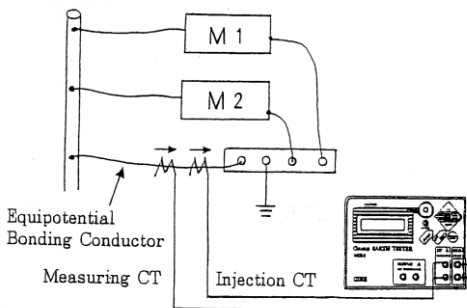 M 1
M 2
Equipotential
Bonding Conductor
Measuring CT
Injection CT
EARTH TESTER